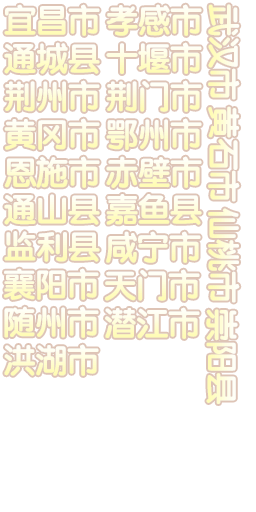 宜昌市 孝感市
通城县 十堰市
荆州市 荆门市
黄冈市 鄂州市
恩施市 赤壁市
通山县 嘉鱼县
监利县 咸宁市
襄阳市 天门市
随州市 潜江市
洪湖市
武汉市 黄石市 仙桃市 崇阳县